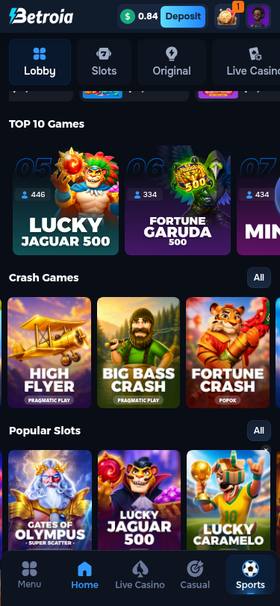 Betroia
$ 0.84 Deposit
1
Lobby
Slots
Original
Live Casino
TOP 10 Games
05
446
LUCKY
JAGUAR 500
06
334
500
FORTUNE
GARUDA
500
07
434
MIN
Crash Games
All
HIGH
FLYER
PRAGMATIC PLAY
BIG BASS
CRASH
PRAGMATIC PLAY
FORTUNE
CRASH
POPOK
Popular Slots
All
GATES OF
OLYMPUS
SUPER SCATTER
LUCKY
JAGUAR
500
LUCKY
CARAMELO
Menu
Home
Live Casino
Casual
Sports